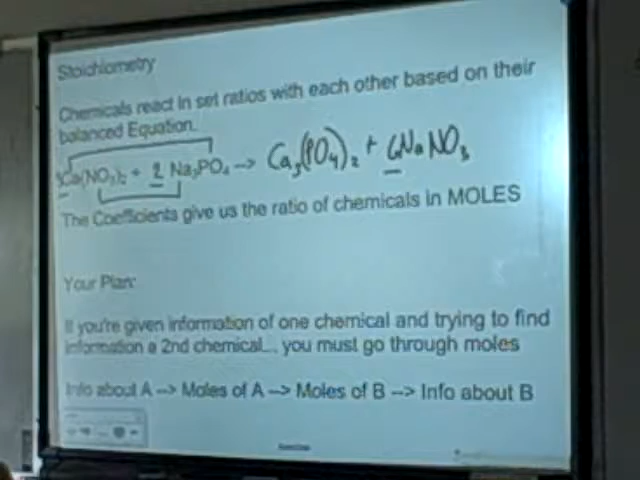 Stoichiometry
Chemicals react in set ratios with each other based on their
balanced Equation.
3Ca(NO3)2 + 2 Na3PO4 --> Ca3(PO4)2 + 6NaNO3
The Coefficients give us the ratio of chemicals in MOLES
Your Plan:
If you're given information of one chemical and trying to find
information a 2nd chemical... you must go through moles
Info about A --> Moles of A --> Moles of B --> Info about B